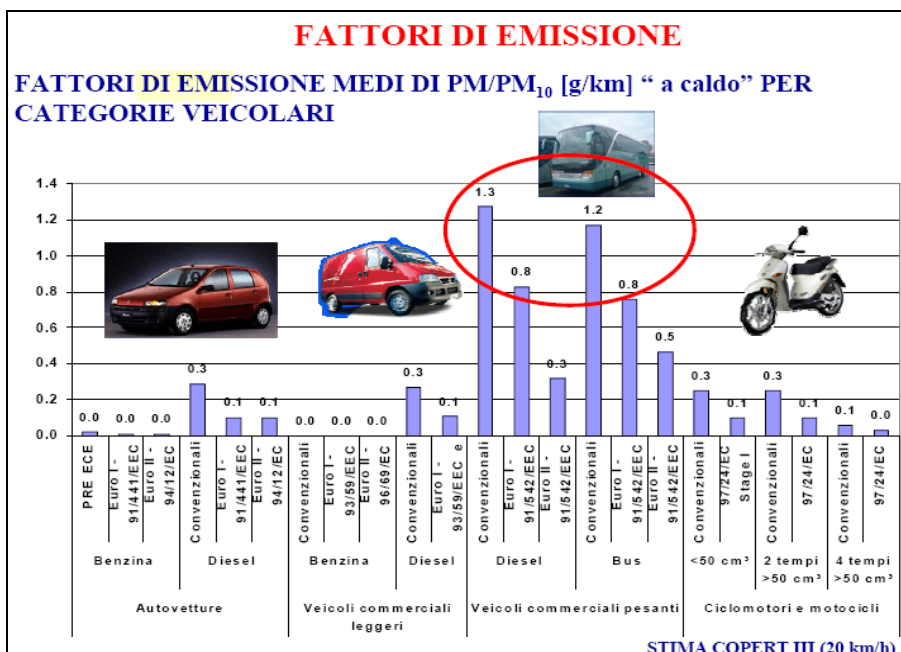 FATTORI DI EMISSIONE
FATTORI DI EMISSIONE MEDI DI PM/PM₁₀ [g/km] “ a caldo” PER
CATEGORIE VEICOLARI
1.4
1.2
1.0
0.8
0.6
0.4
0.2
0.0
0.0
0.0
0.0
0.3
0.1
0.1
0.0
0.0
0.0
0.3
0.1
1.3
0.8
0.3
1.2
0.8
0.5
0.3
0.1
0.3
0.1
0.1
0.0
PRE ECE
Euro I -
91/441/EEC
Euro II -
94/12/EC
Convenzionali
Euro I -
91/441/EEC
Euro II -
94/12/EC
Convenzionali
Euro I -
93/59/EEC
Euro II -
96/69/EC
Convenzionali
Euro I -
93/59/EEC e
Convenzionali
Euro I -
91/542/EEC
Euro II -
91/542/EEC
Convenzionali
Euro I -
91/542/EEC
Euro II -
91/542/EEC
Convenzionali
97/24/EC
Stage I
Convenzionali
97/24/EC
Convenzionali
97/24/EC
Benzina
Diesel
Benzina
Diesel
Diesel
Bus
<50 cm³
2 tempi
>50 cm³
4 tempi
>50 cm³
Autovetture
Veicoli commerciali
leggeri
Veicoli commerciali pesanti
Ciclomotori e motocicli
STIMA COPERT III (20 km/h)